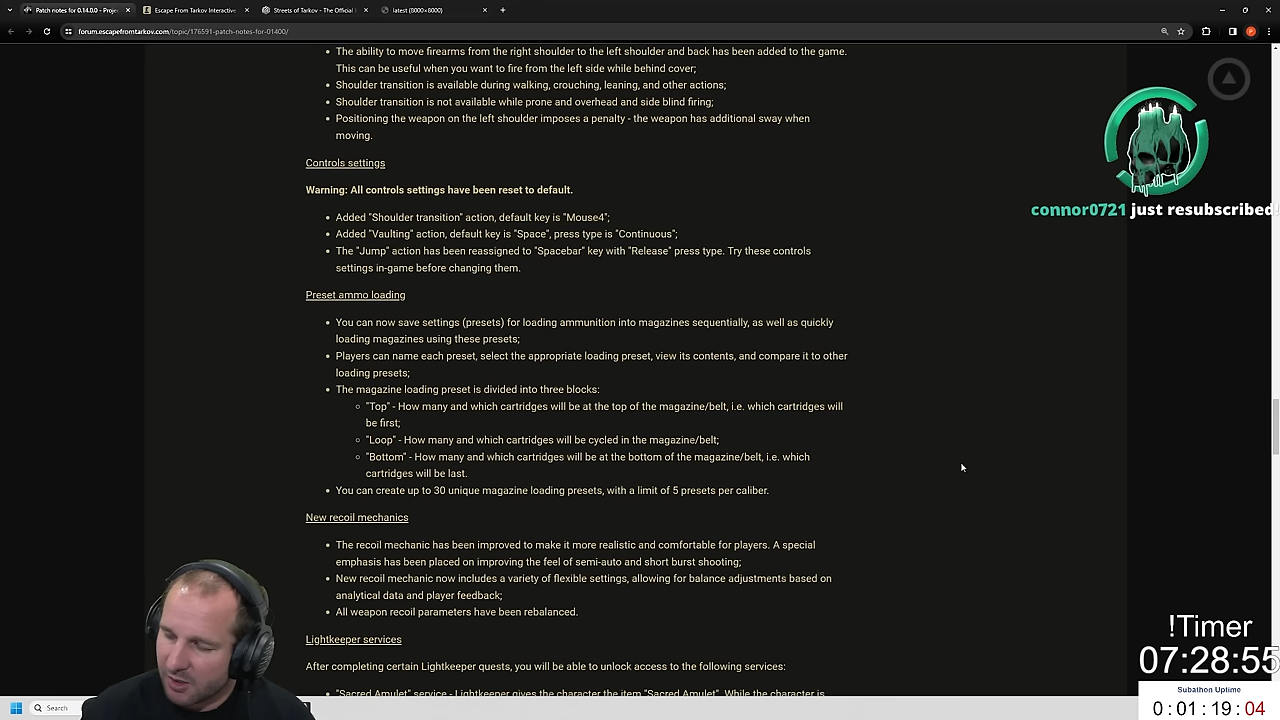 Patch notes for 0.14.0.0 - Proje
Escape From Tarkov Interactive
Streets of Tarkov - The Official
latest (8000×8000)
forum.escapefromtarkov.com/topic/176591-patch-notes-for-01400/
The ability to move firearms from the right shoulder to the left shoulder and back has been added to the game.
This can be useful when you want to fire from the left side while behind cover;
Shoulder transition is available during walking, crouching, leaning, and other actions;
Shoulder transition is not available while prone and overhead and side blind firing;
Positioning the weapon on the left shoulder imposes a penalty - the weapon has additional sway when
moving.
Controls settings
Warning: All controls settings have been reset to default.
Added "Shoulder transition" action, default key is "Mouse4";
Added "Vaulting" action, default key is "Space", press type is "Continuous";
The "Jump" action has been reassigned to "Spacebar" key with "Release" press type. Try these controls
settings in-game before changing them.
Preset ammo loading
You can now save settings (presets) for loading ammunition into magazines sequentially, as well as quickly
loading magazines using these presets;
Players can name each preset, select the appropriate loading preset, view its contents, and compare it to other
loading presets;
The magazine loading preset is divided into three blocks:
"Top" - How many and which cartridges will be at the top of the magazine/belt, i.e. which cartridges will
be first;
"Loop" - How many and which cartridges will be cycled in the magazine/belt;
"Bottom" - How many and which cartridges will be at the bottom of the magazine/belt, i.e. which
cartridges will be last.
You can create up to 30 unique magazine loading presets, with a limit of 5 presets per caliber.
New recoil mechanics
The recoil mechanic has been improved to make it more realistic and comfortable for players. A special
emphasis has been placed on improving the feel of semi-auto and short burst shooting;
New recoil mechanic now includes a variety of flexible settings, allowing for balance adjustments based on
analytical data and player feedback;
All weapon recoil parameters have been rebalanced.
Lightkeeper services
After completing certain Lightkeeper quests, you will be able to unlock access to the following services:
"Sacred Amulet" service - Lightkeeper gives the character the item "Sacred Amulet". While the character is
connor0721 just resubscribed!
!Timer
07:28:55
Subathon Uptime
0:01:19:04
Search